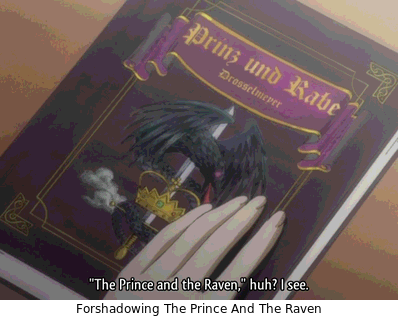 Prinz und Rabe
Drosselmeyer
"The Prince and the Raven," huh? I see.
Forshadowing The Prince And The Raven